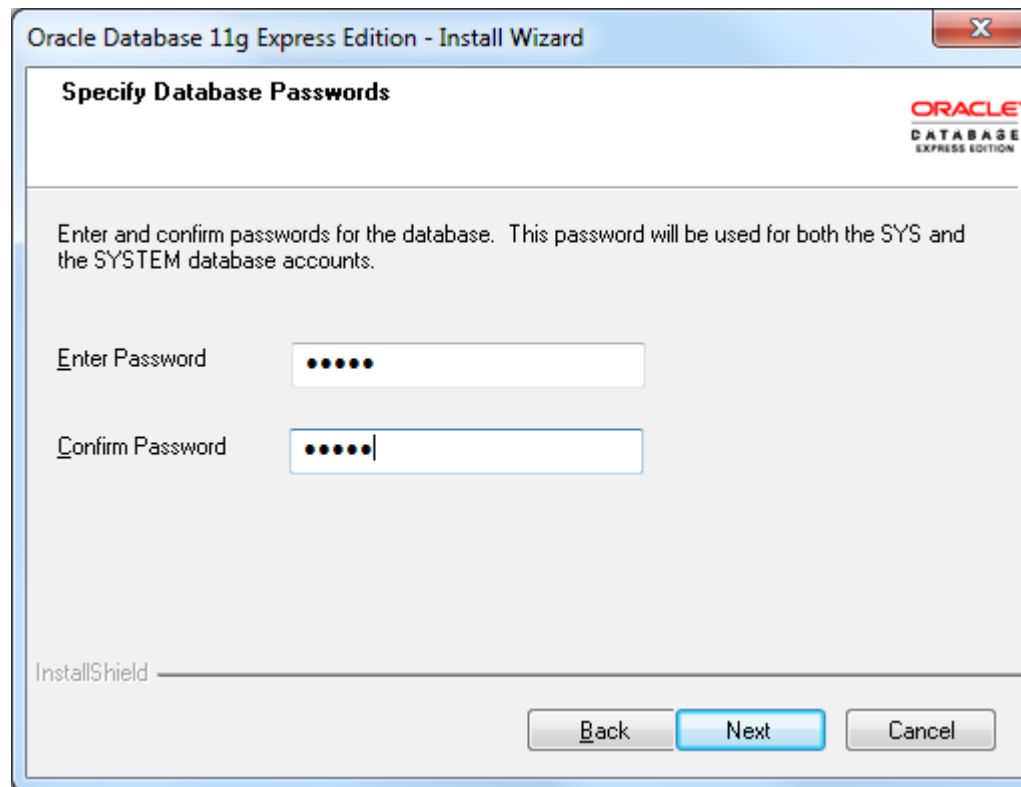 Oracle Database 11g Express Edition - Install Wizard
Specify Database Passwords
ORACLE
DATABASE
EXPRESS EDITION
Enter and confirm passwords for the database.  This password will be used for both the SYS and
the SYSTEM database accounts.
Enter Password
•••••
Confirm Password
•••••
InstallShield
Back
Next
Cancel